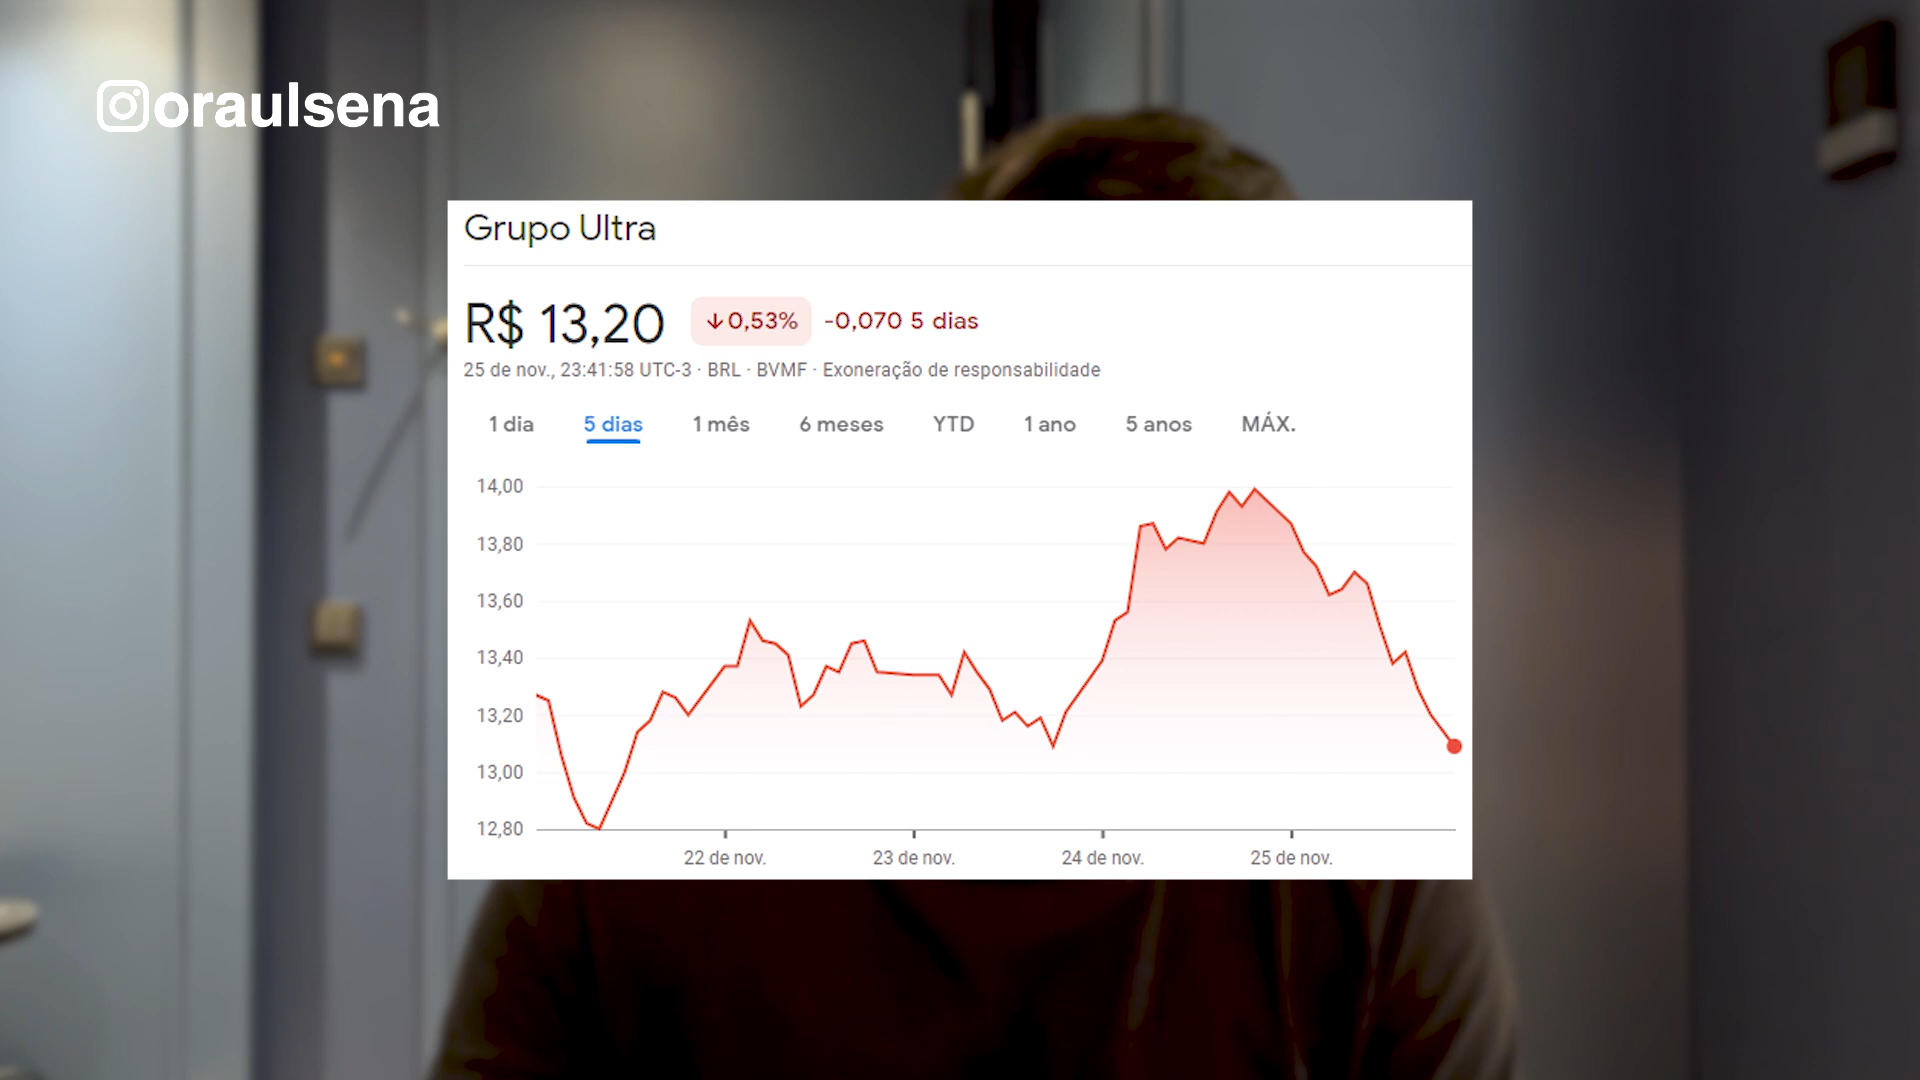 oraulsena
Grupo Ultra
R$ 13,20 ↓0,53% -0,070 5 dias
25 de nov., 23:41:58 UTC-3 · BRL · BVMF · Exoneração de responsabilidade
1 dia 5 dias 1 mês 6 meses YTD 1 ano 5 anos MÁX.
14,00
13,80
13,60
13,40
13,20
13,00
12,80
22 de nov. 23 de nov. 24 de nov. 25 de nov.